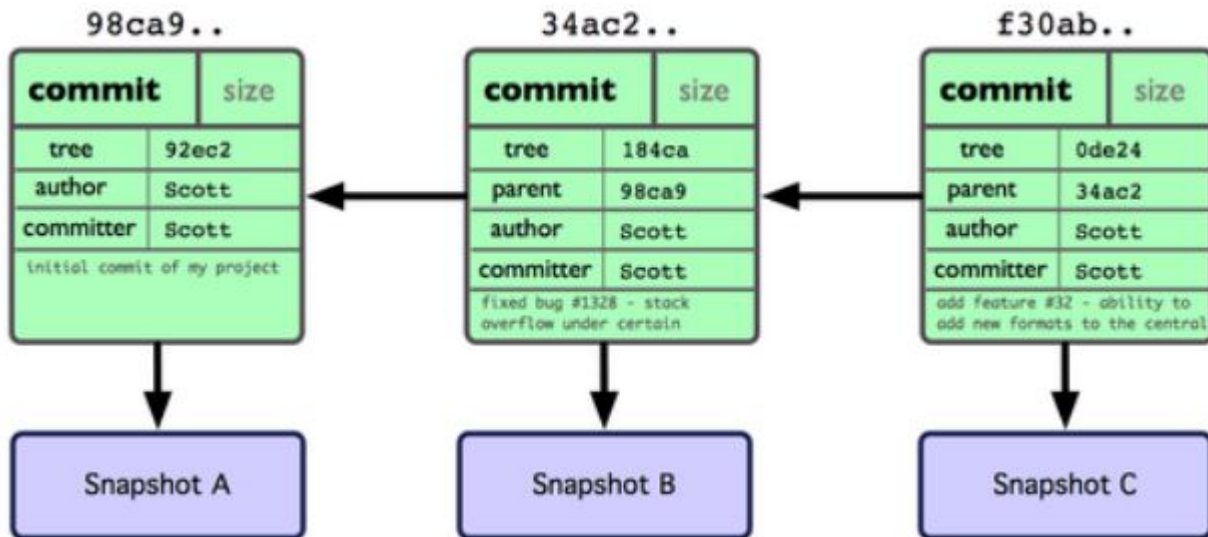 98ca9..
34ac2..
f30ab..
commit size
tree 92ec2
author Scott
committer Scott
initial commit of my project
commit size
tree 184ca
parent 98ca9
author Scott
committer Scott
fixed bug #1328 - stack
overflow under certain
commit size
tree 0de24
parent 34ac2
author Scott
committer Scott
add feature #32 - ability to
add new formats to the central
Snapshot A
Snapshot B
Snapshot C